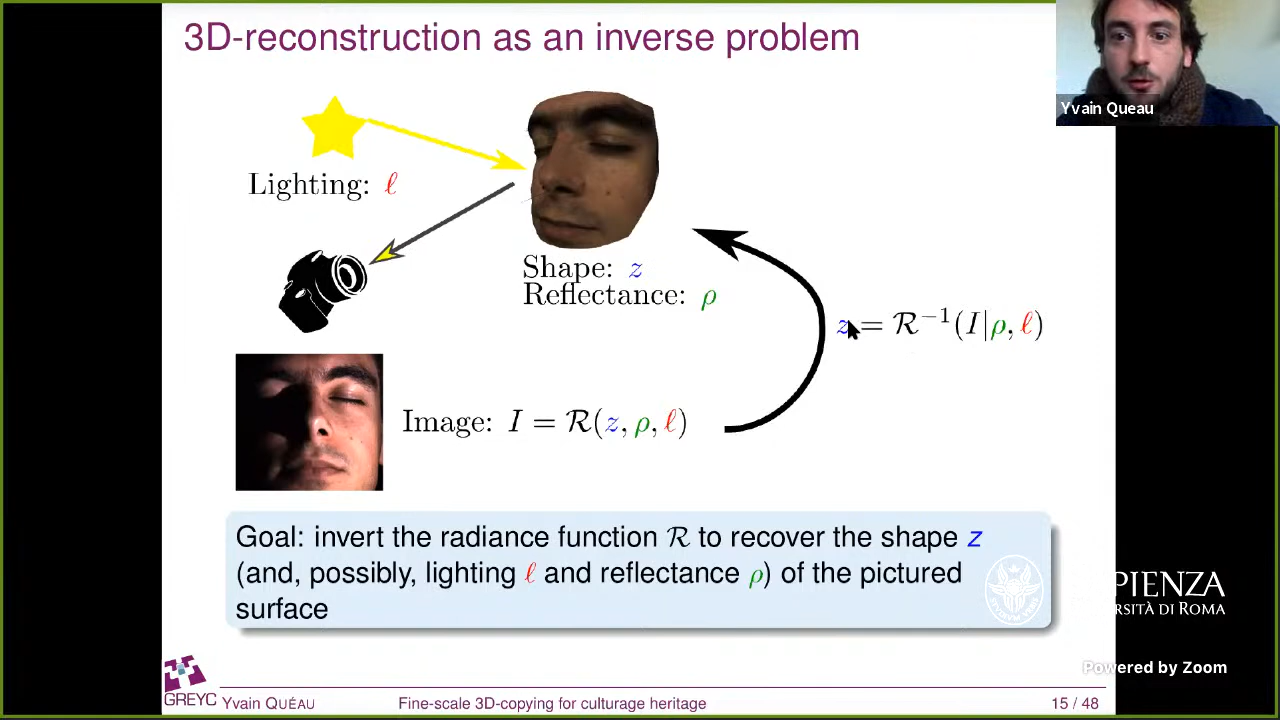 3D-reconstruction as an inverse problem
Yvain Queau
Lighting: ℓ
Shape: z
Reflectance: ρ
z = ℛ⁻¹(I|ρ, ℓ)
Image: I = ℛ(z, ρ, ℓ)
Goal: invert the radiance function ℛ to recover the shape z
(and, possibly, lighting ℓ and reflectance ρ) of the pictured
surface
PIENZA
RSITÀ DI ROMA
Powered by Zoom
GREYC
Yvain QUÉAU
Fine-scale 3D-copying for culturage heritage
15 / 48